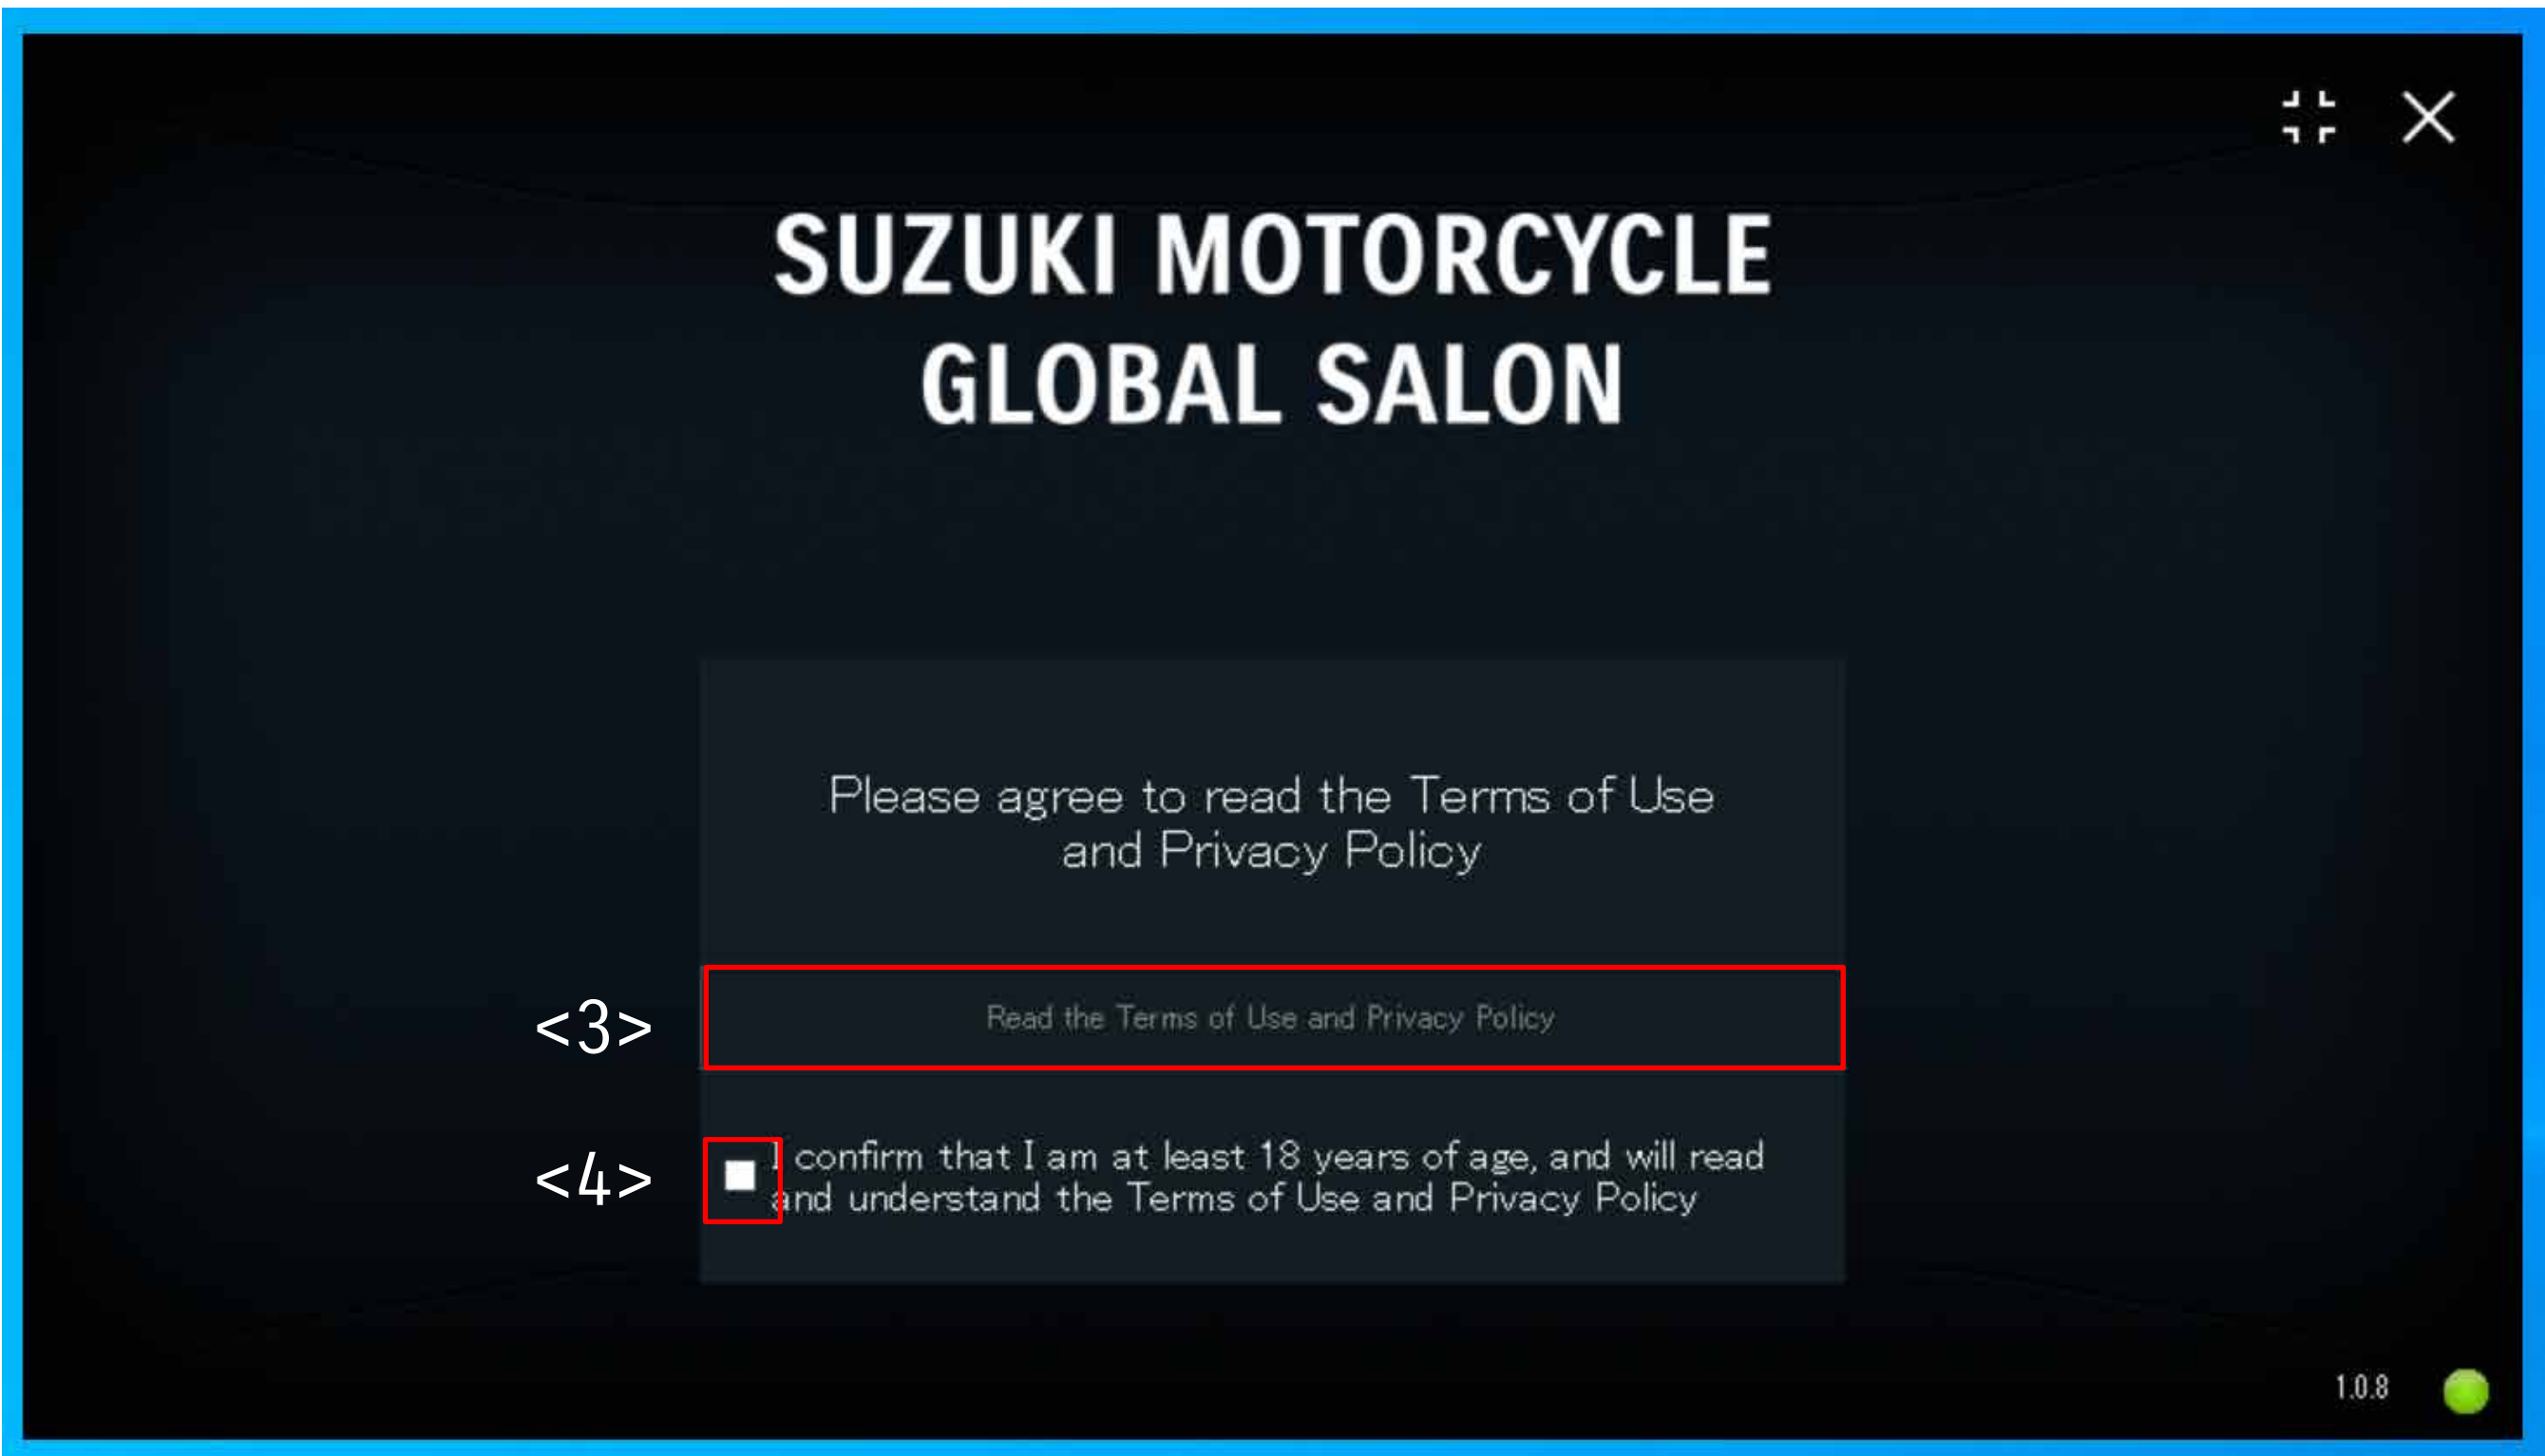 SUZUKI MOTORCYCLE
GLOBAL SALON
Please agree to read the Terms of Use
and Privacy Policy
<3>
Read the Terms of Use and Privacy Policy
<4>
I confirm that I am at least 18 years of age, and will read
and understand the Terms of Use and Privacy Policy
1.0.8